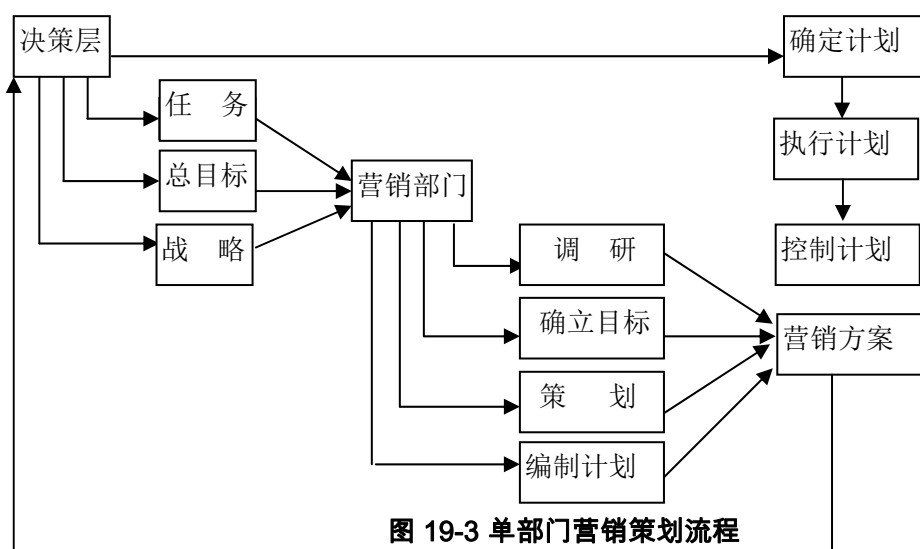 决策层
确定计划
任 务
执行计划
总目标
营销部门
战 略
调 研
控制计划
确立目标
营销方案
策 划
编制计划
图 19-3 单部门营销策划流程